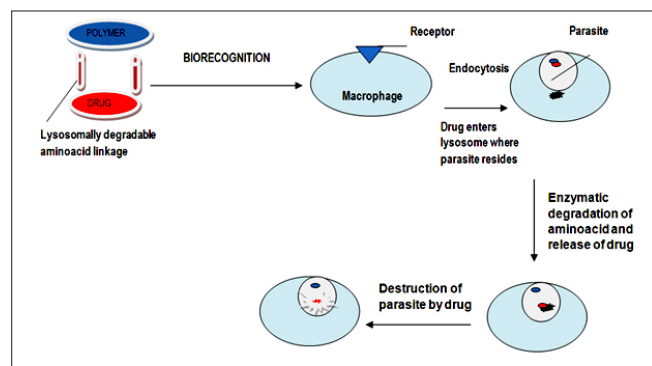 POLYMER
DRUG
Lysosomally degradable
aminoacid linkage
BIORECOGNITION
Receptor
Macrophage
Endocytosis
Drug enters
lysosome where
parasite resides
Parasite
Enzymatic
degradation of
aminoacid and
release of drug
Destruction of
parasite by drug